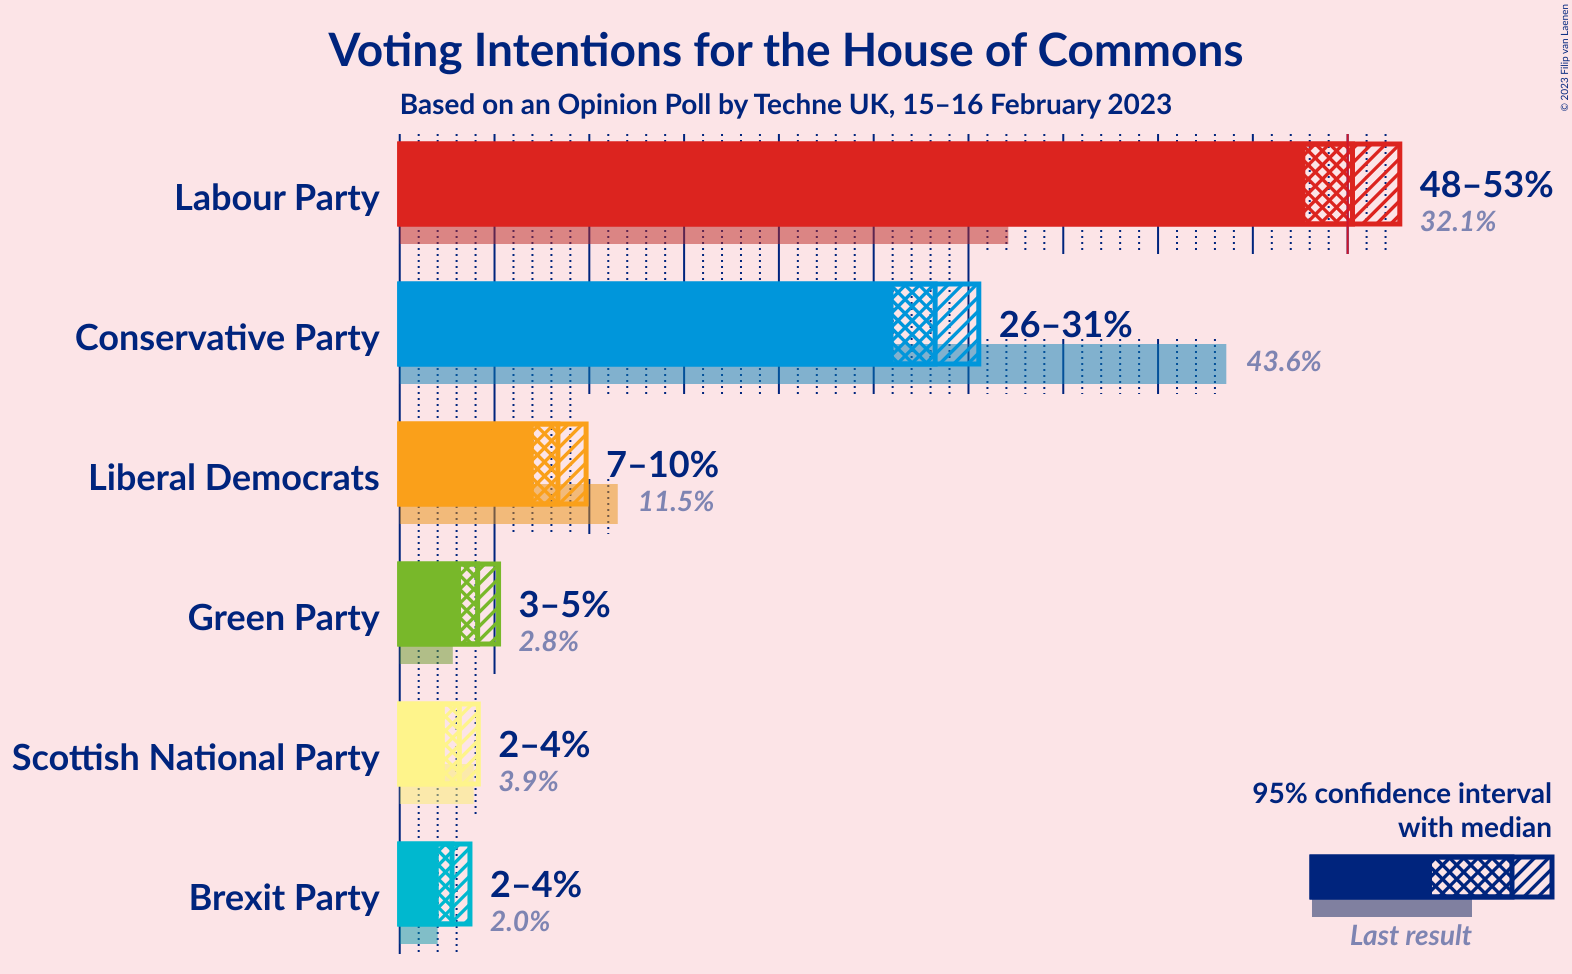 Voting Intentions for the House of Commons
Based on an Opinion Poll by Techne UK, 15–16 February 2023
© 2023 Filip van Laenen
Labour Party
48–53%
32.1%
Conservative Party
26–31%
43.6%
Liberal Democrats
7–10%
11.5%
Green Party
3–5%
2.8%
Scottish National Party
2–4%
3.9%
Brexit Party
2–4%
2.0%
95% confidence interval
with median
Last result